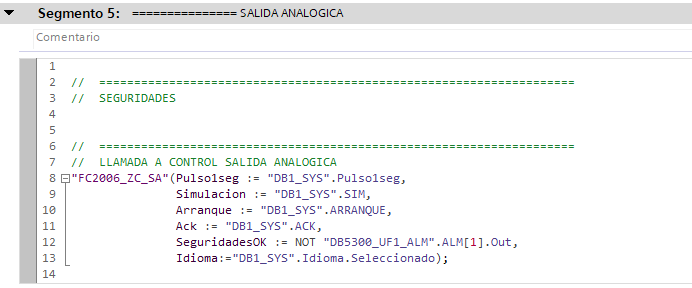 Segmento 5: =============== SALIDA ANALOGICA
Comentario
1
2 // ====================================================================
3 // SEGURIDADES
4
5
6 // ====================================================================
7 // LLAMADA A CONTROL SALIDA ANALOGICA
8 "FC2006_ZC_SA"(Pulso1seg := "DB1_SYS".Pulso1seg,
9 Simulacion := "DB1_SYS".SIM,
10 Arranque := "DB1_SYS".ARRANQUE,
11 Ack := "DB1_SYS".ACK,
12 SeguridadesOK := NOT "DB5300_UF1_ALM".ALM[1].Out,
13 Idioma:="DB1_SYS".Idioma.Seleccionado);
14